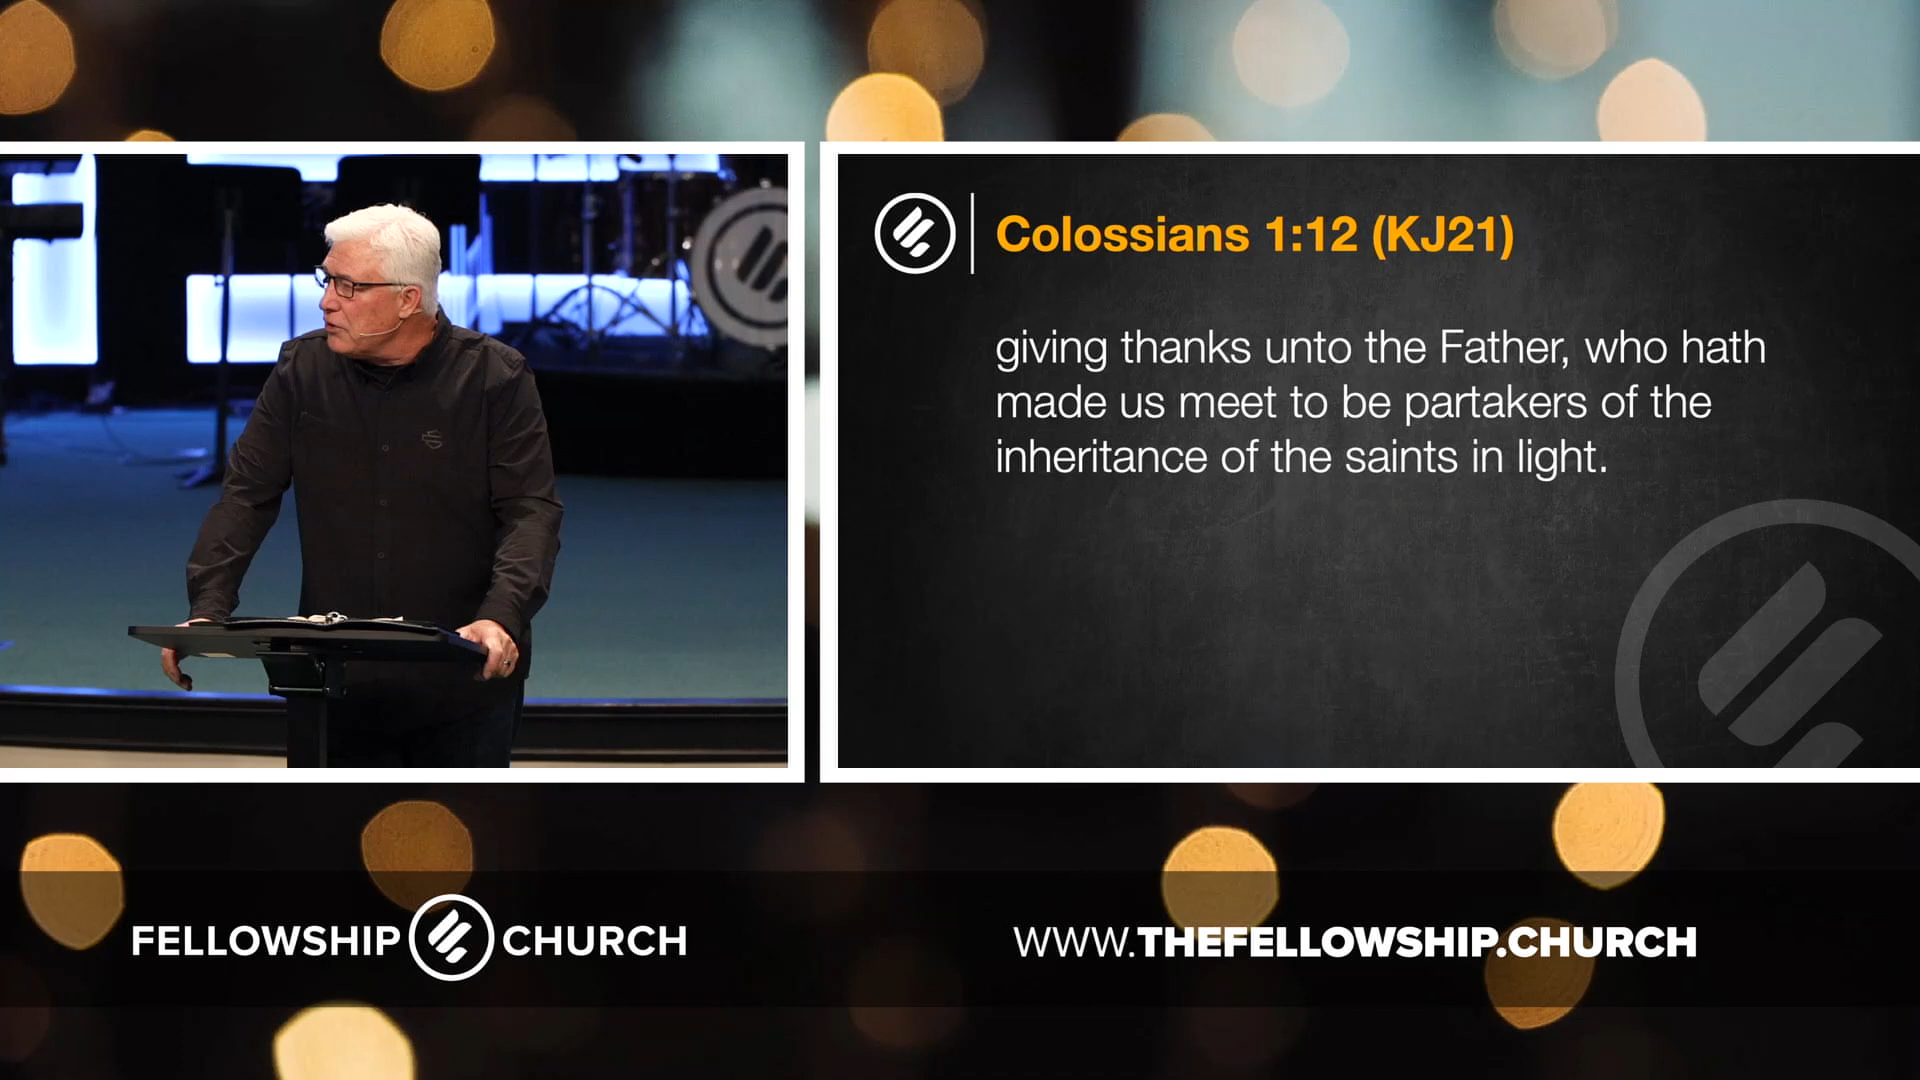 Colossians 1:12 (KJ21)
giving thanks unto the Father, who hath
made us meet to be partakers of the
inheritance of the saints in light.
FELLOWSHIP CHURCH
WWW.THEFELLOWSHIP.CHURCH